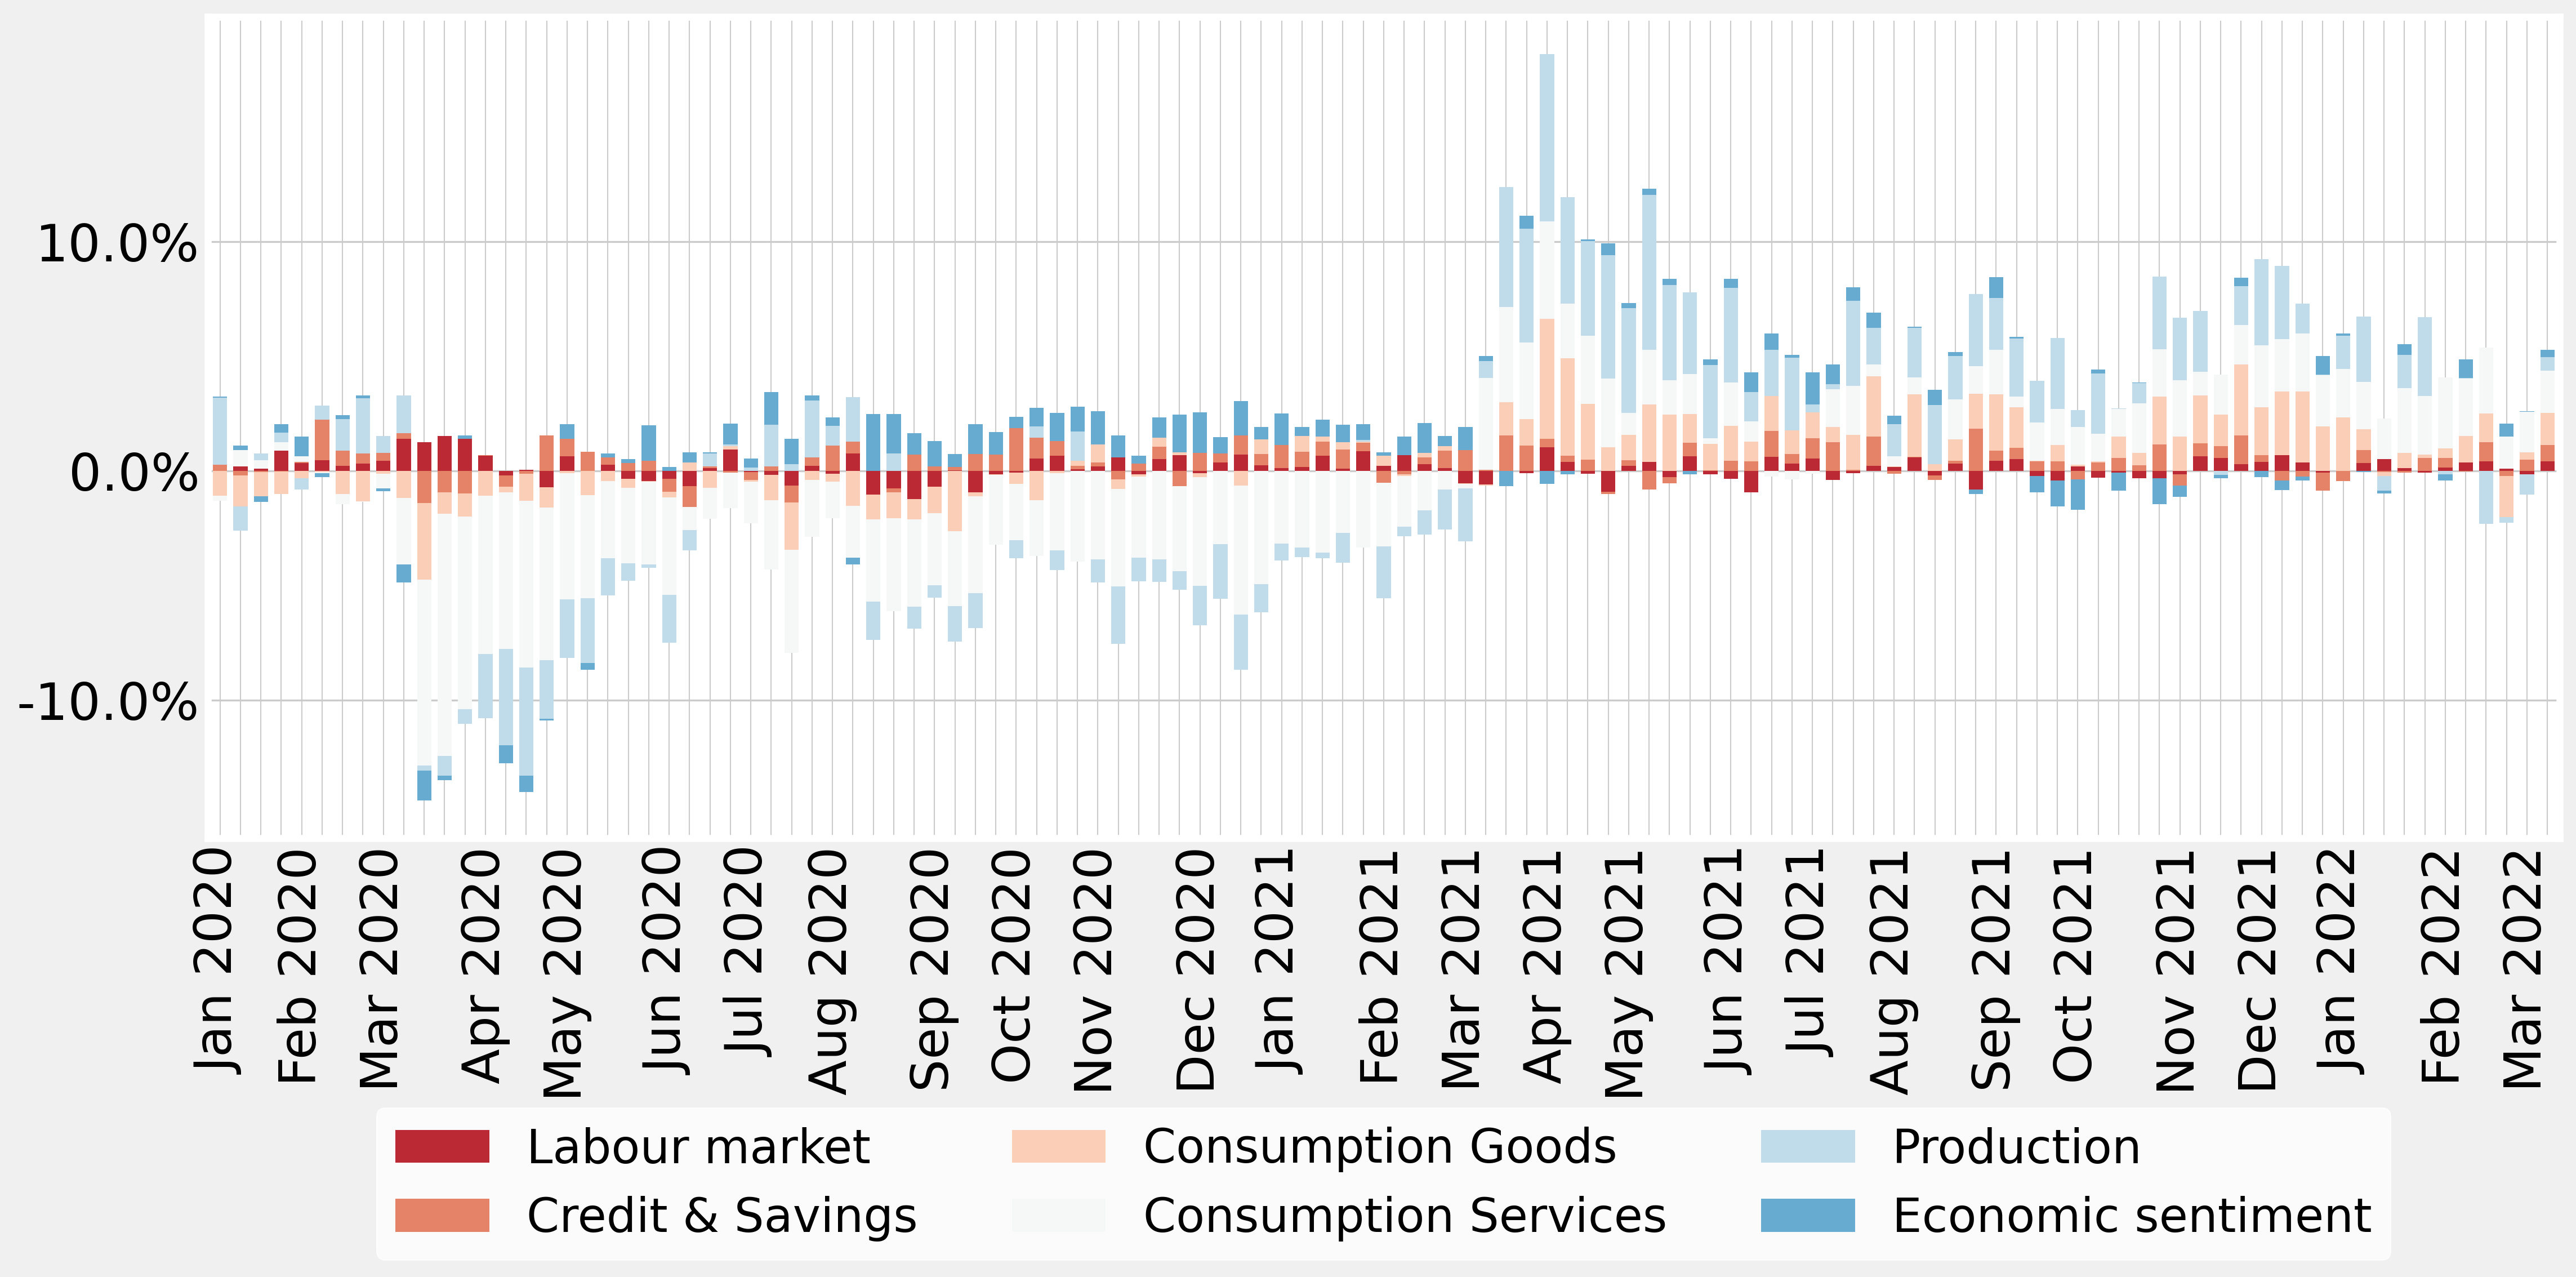 10.0%
0.0%
-10.0%
Jan 2020
Feb 2020
Mar 2020
Apr 2020
May 2020
Jun 2020
Jul 2020
Aug 2020
Sep 2020
Oct 2020
Nov 2020
Dec 2020
Jan 2021
Feb 2021
Mar 2021
Apr 2021
May 2021
Jun 2021
Jul 2021
Aug 2021
Sep 2021
Oct 2021
Nov 2021
Dec 2021
Jan 2022
Feb 2022
Mar 2022
Labour market
Credit & Savings
Consumption Goods
Consumption Services
Production
Economic sentiment